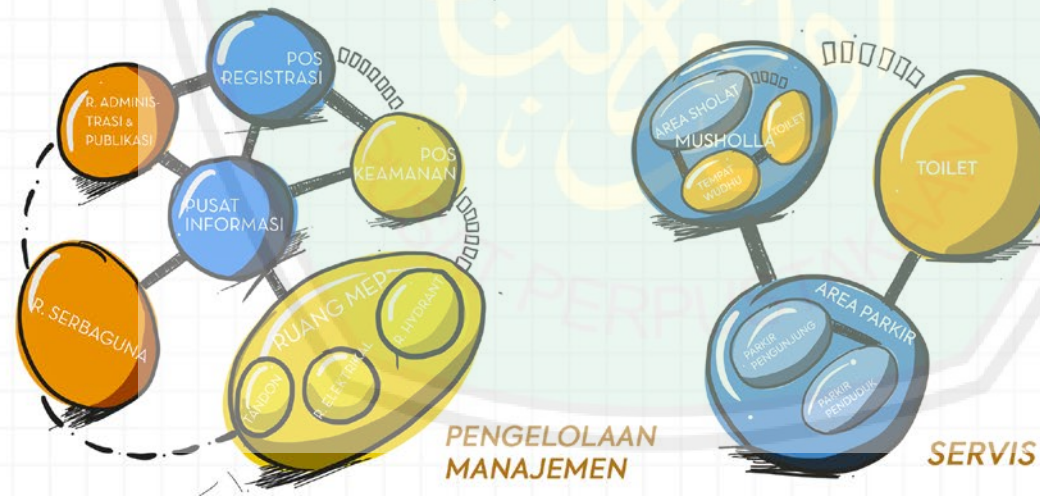 POS
REGISTRASI
R. ADMINIS-
TRASI &
PUBLIKASI
POS
KEAMANAN
PUSAT
INFORMASI
R. SERBAGUNA
RUANG MEP
R. HYDRANT
R. ELEKTRIKAL
TANDON
PENGELOLAAN
MANAJEMEN
AREA SHOLAT
MUSHOLLA
TOILET
TEMPAT
WUDHU
TOILET
AREA PARKIR
PARKIR
PENGUNJUNG
PARKIR
PENDUDUK
SERVIS